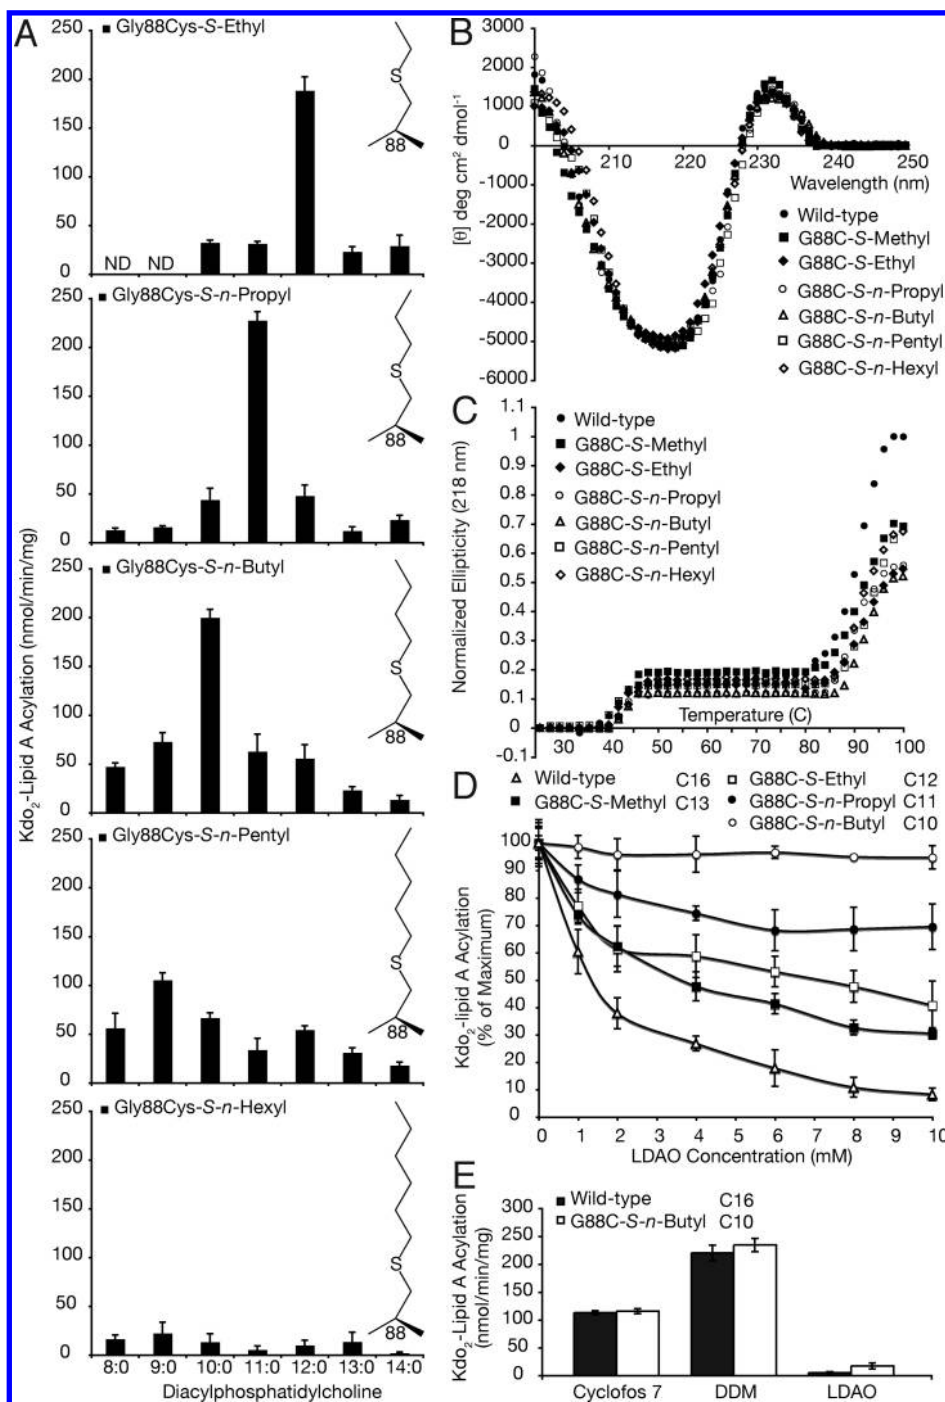 A
Gly88Cys-S-Ethyl
250
200
150
100
50
0
ND
ND
S
88
Gly88Cys-S-n-Propyl
250
200
150
100
50
0
S
88
Gly88Cys-S-n-Butyl
250
200
150
100
50
0
S
88
Gly88Cys-S-n-Pentyl
250
200
150
100
50
0
S
88
Gly88Cys-S-n-Hexyl
250
200
150
100
50
0
S
88
Kdo2-Lipid A Acylation (nmol/min/mg)
8:0 9:0 10:0 11:0 12:0 13:0 14:0
Diacylphosphatidylcholine
B
3000
2000
1000
0
-1000
-2000
-3000
-4000
-5000
-6000
[θ] deg cm2 dmol-1
210 220 230 240 250
Wavelength (nm)
Wild-type
G88C-S-Methyl
G88C-S-Ethyl
G88C-S-n-Propyl
G88C-S-n-Butyl
G88C-S-n-Pentyl
G88C-S-n-Hexyl
C
1.1
1
0.9
0.8
0.7
0.6
0.5
0.4
0.3
0.2
0.1
0
-0.1
Normalized Ellipticity (218 nm)
Wild-type
G88C-S-Methyl
G88C-S-Ethyl
G88C-S-n-Propyl
G88C-S-n-Butyl
G88C-S-n-Pentyl
G88C-S-n-Hexyl
Temperature (C)
30 40 50 60 70 80 90 100
D
Wild-type C16
G88C-S-Methyl C13
G88C-S-Ethyl C12
G88C-S-n-Propyl C11
G88C-S-n-Butyl C10
100
90
80
70
60
50
40
30
20
10
0
Kdo2-lipid A Acylation
(% of Maximum)
0 1 2 3 4 5 6 7 8 9 10
LDAO Concentration (mM)
E
Wild-type C16
G88C-S-n-Butyl C10
300
250
200
150
100
50
0
Kdo2-Lipid A Acylation
(nmol/min/mg)
Cyclofos 7 DDM LDAO